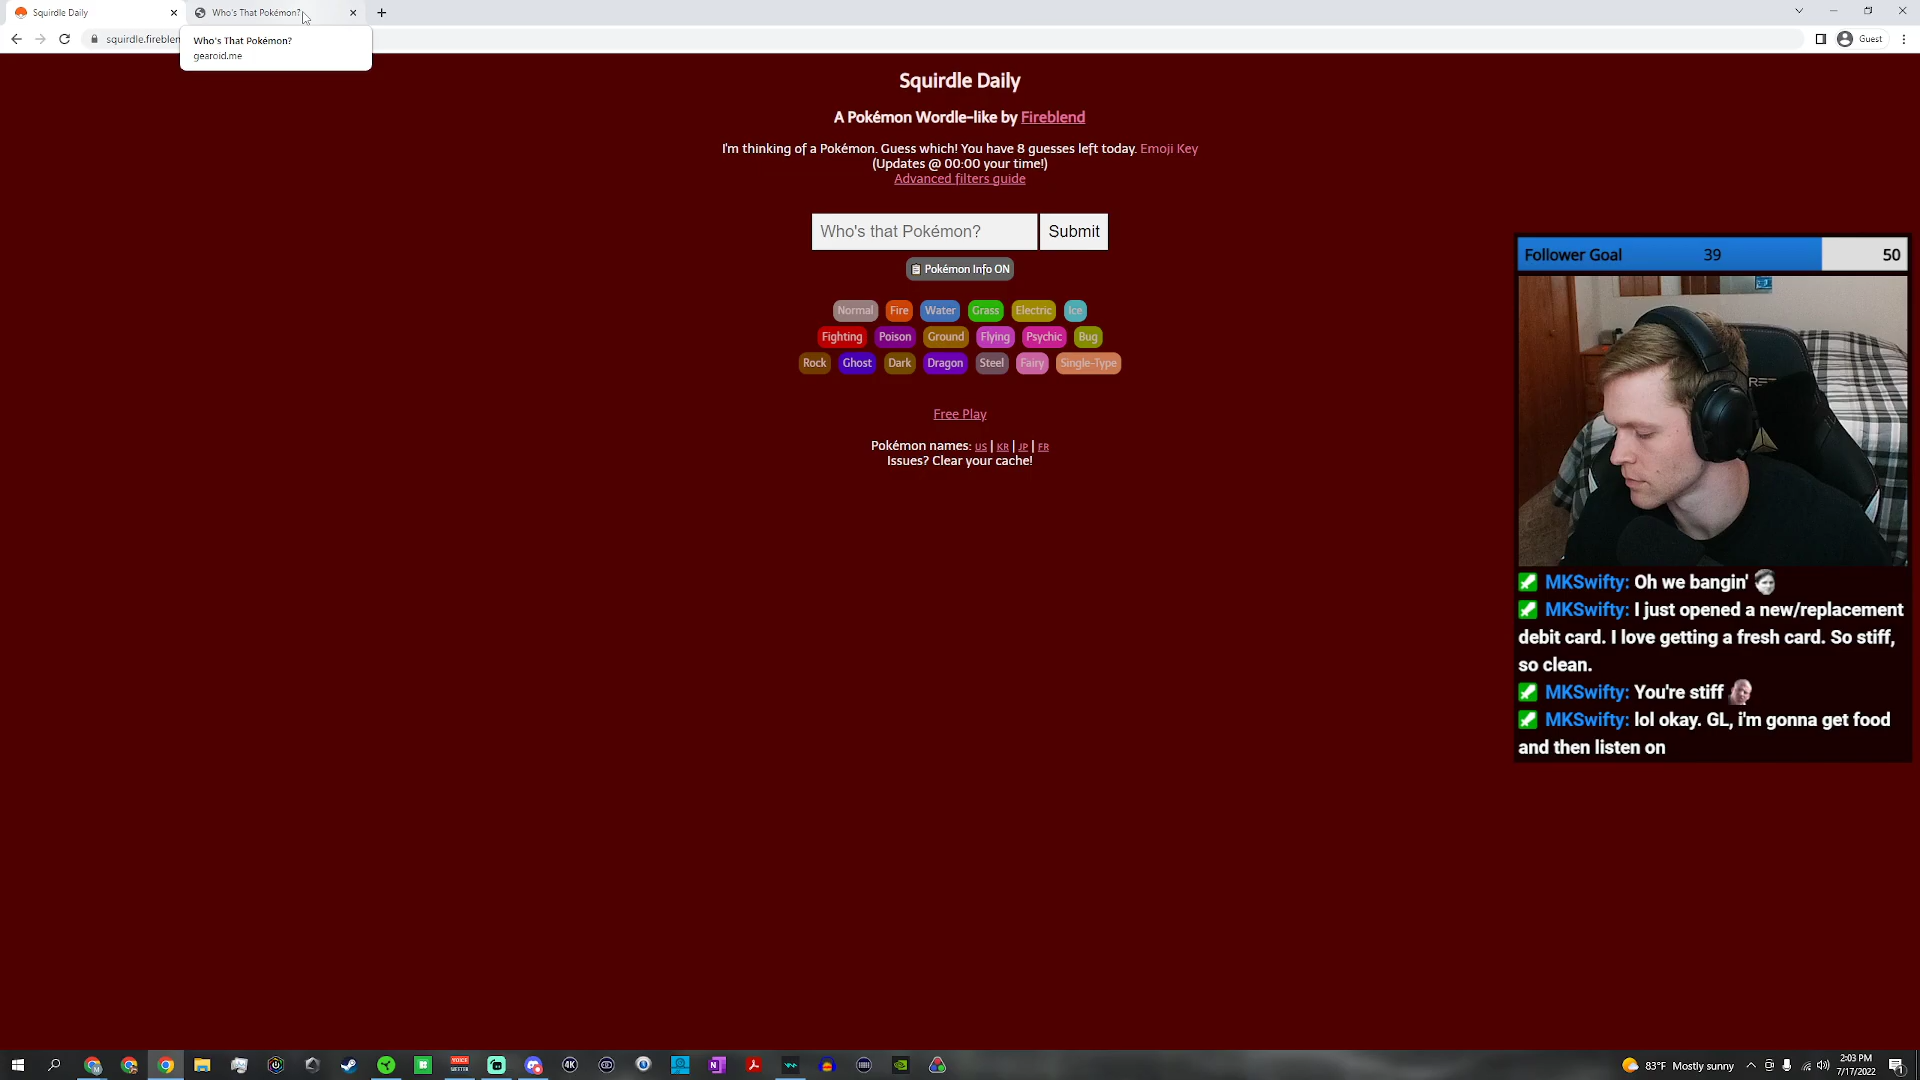 Squirdle Daily
Who's That Pokémon?
squirdle.fireblen
Who's That Pokémon?
gearoid.me
Guest
Squirdle Daily
A Pokémon Wordle-like by Fireblend
I'm thinking of a Pokémon. Guess which! You have 8 guesses left today. Emoji Key
(Updates @ 00:00 your time!)
Advanced filters guide
Who's that Pokémon? Submit
Pokémon Info ON
Normal Fire Water Grass Electric Ice
Fighting Poison Ground Flying Psychic Bug
Rock Ghost Dark Dragon Steel Fairy Single-Type
Free Play
Pokémon names: US | KR | JP | FR
Issues? Clear your cache!
Follower Goal 39 50
MKSwifty: Oh we bangin'
MKSwifty: I just opened a new/replacement
debit card. I love getting a fresh card. So stiff,
so clean.
MKSwifty: You're stiff
MKSwifty: lol okay. GL, i'm gonna get food
and then listen on
83°F Mostly sunny
2:03 PM
7/17/2022